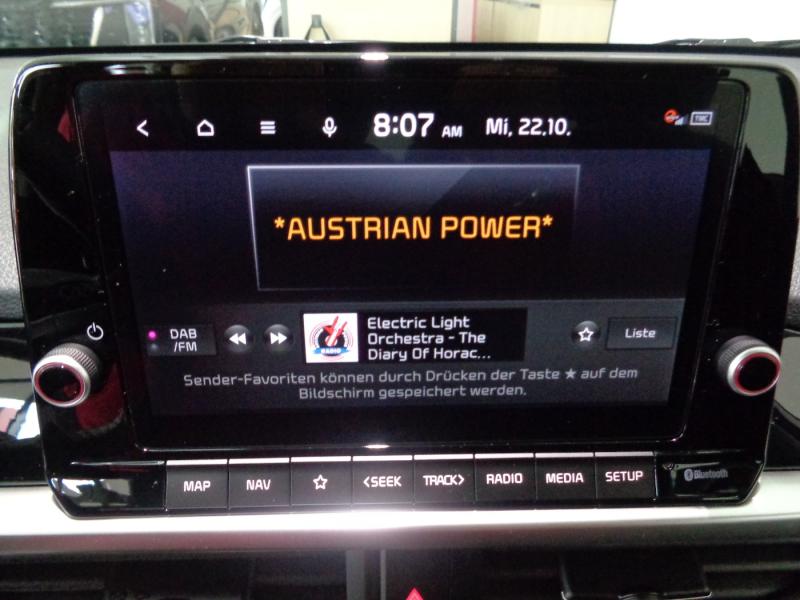 8:07 AM Mi, 22.10.
TMC
*AUSTRIAN POWER*
DAB
/FM
Electric Light
Orchestra - The
Diary Of Horac...
RADIO
Liste
Sender-Favoriten können durch Drücken der Taste ★ auf dem
Bildschirm gespeichert werden.
MAP NAV <SEEK TRACK> RADIO MEDIA SETUP
Bluetooth